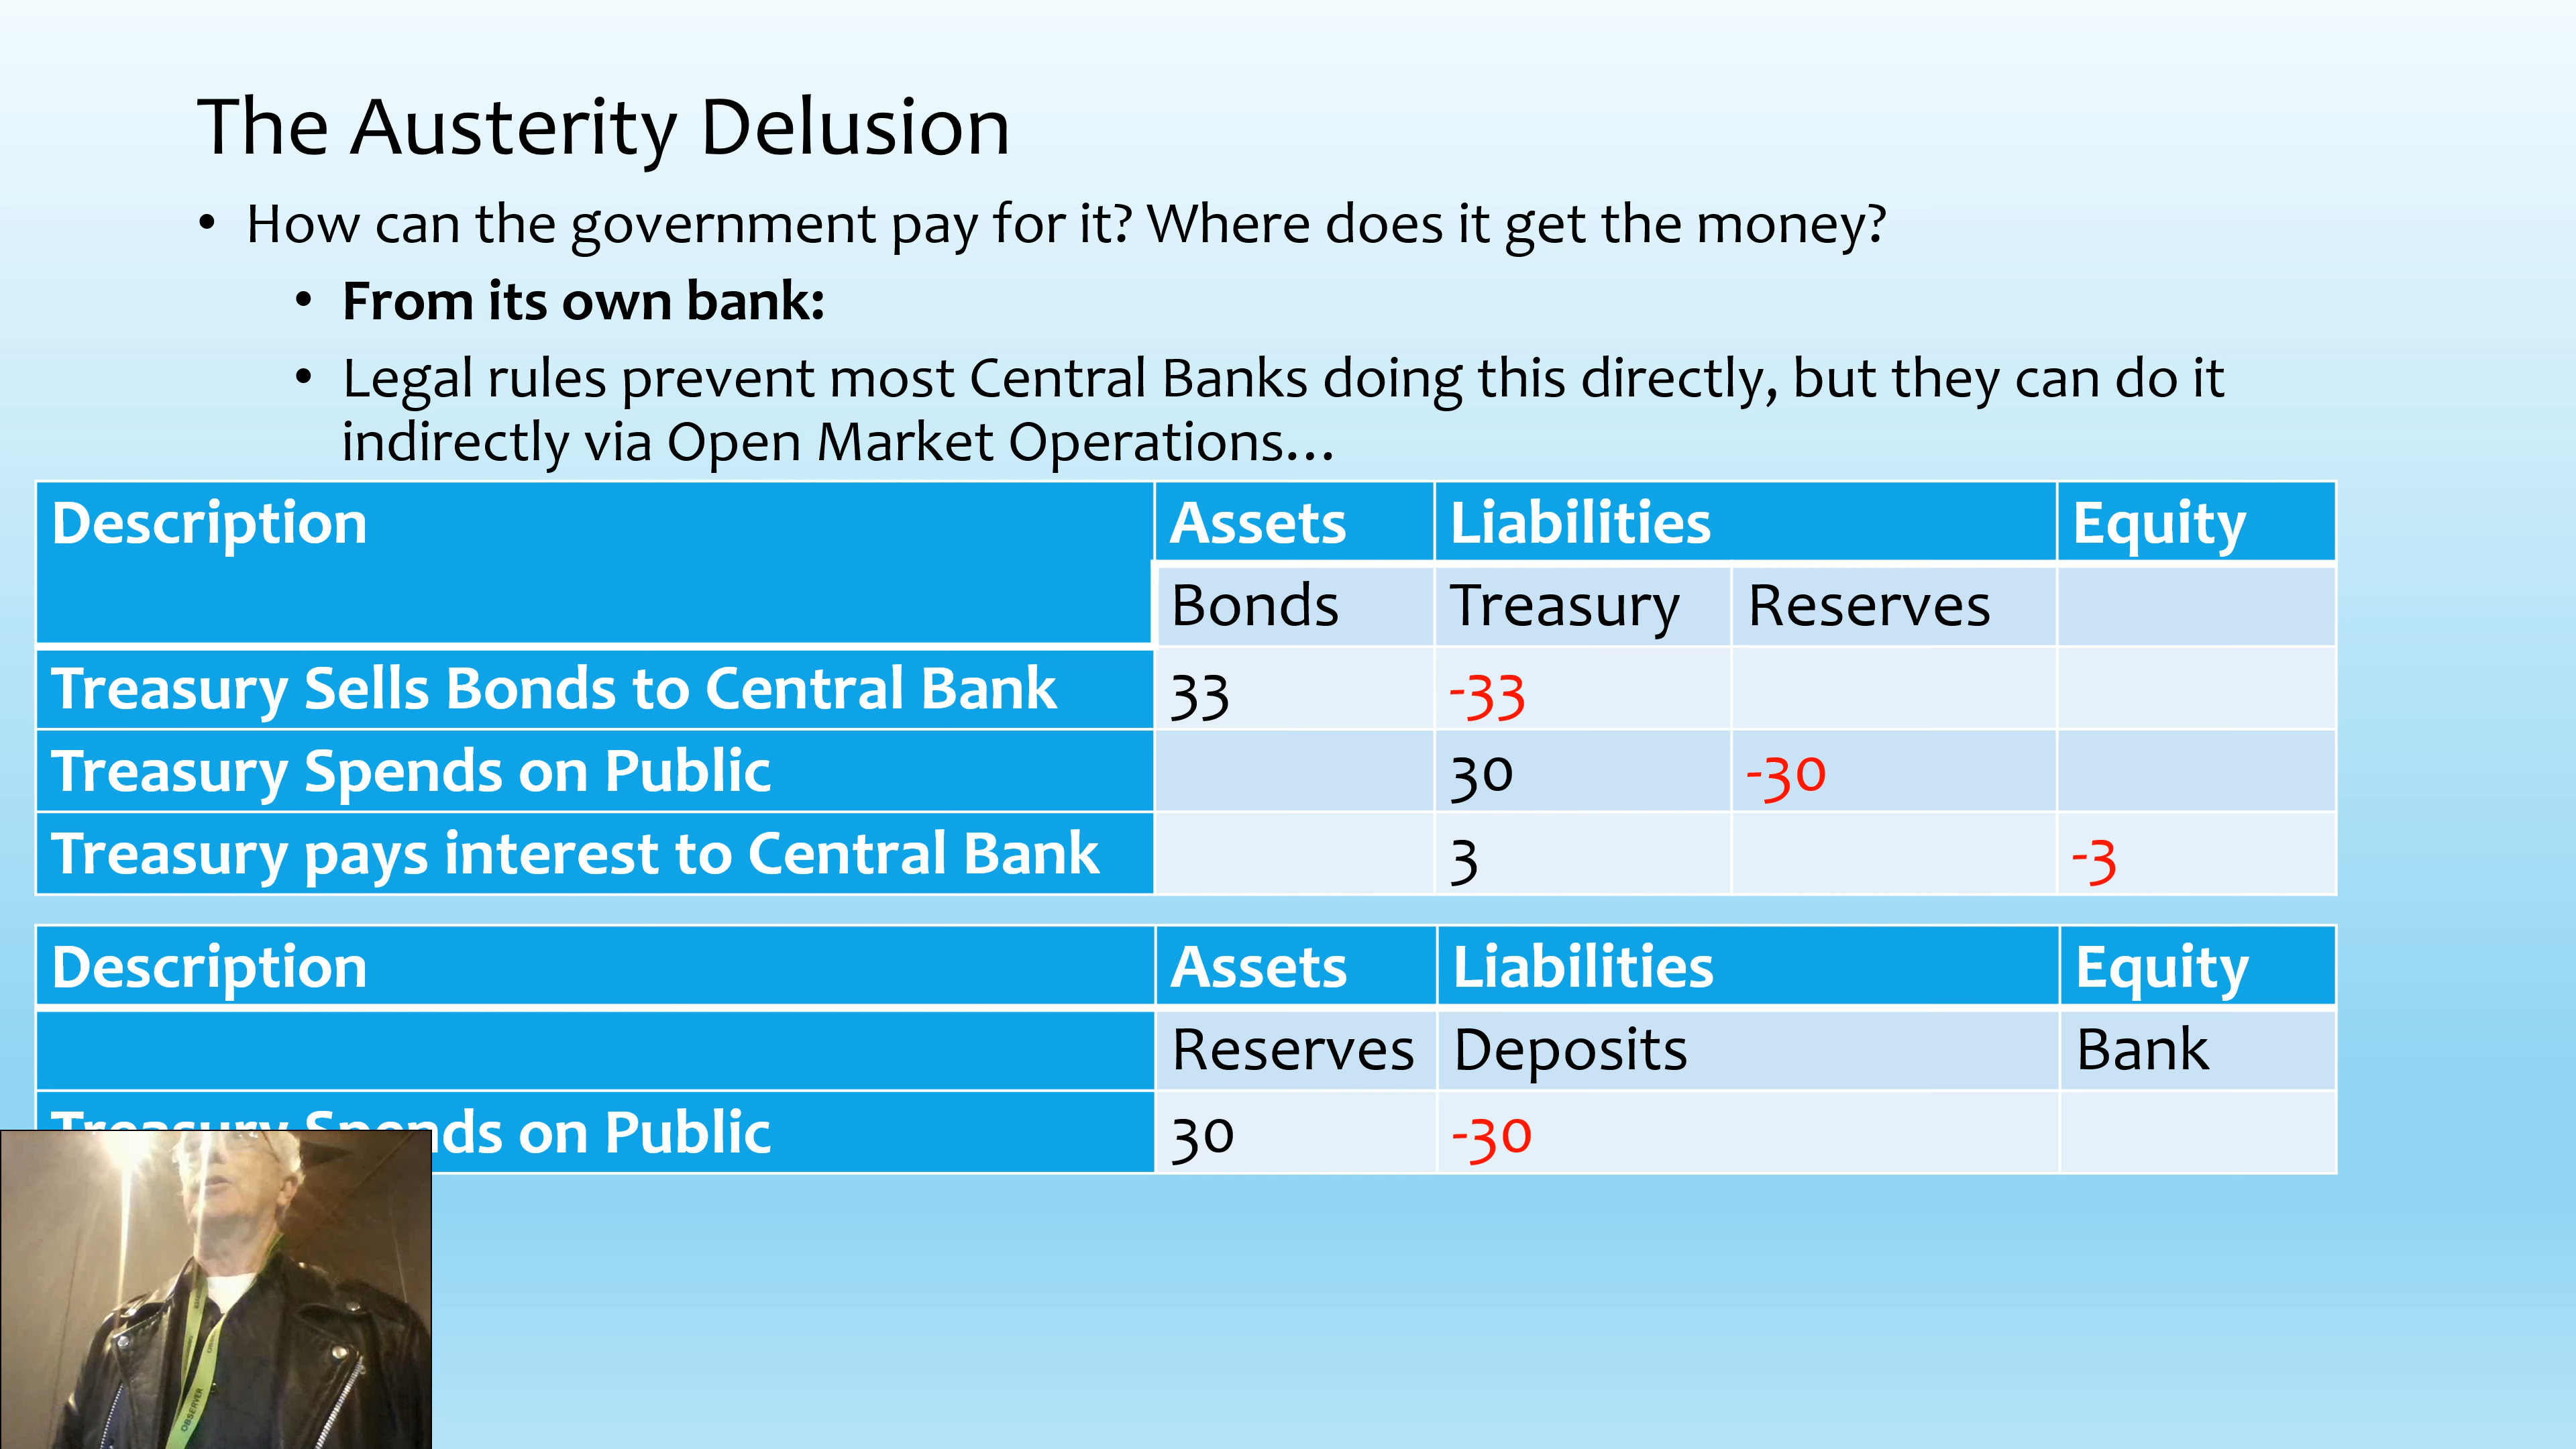 The Austerity Delusion
• How can the government pay for it? Where does it get the money?
• From its own bank:
• Legal rules prevent most Central Banks doing this directly, but they can do it
indirectly via Open Market Operations…
Description Assets Liabilities Equity
Bonds Treasury Reserves
Treasury Sells Bonds to Central Bank 33 -33
Treasury Spends on Public 30 -30
Treasury pays interest to Central Bank 3 -3
Description Assets Liabilities Equity
Reserves Deposits Bank
Treasury Spends on Public 30 -30
OBSERVER